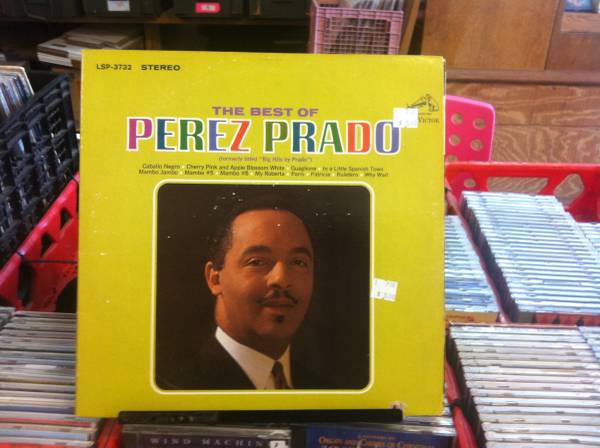 LSP-3732 STEREO
THE BEST OF
PEREZ PRADO
(formerly titled "Big Hits by Prado")
Caballo Negro • Cherry Pink and Apple Blossom White • Guaglione • In a Little Spanish Town
Mambo Jambo • Mambo #5 • Mambo #8 • My Roberta • Paris • Patricia • Ruletero • Why Wait
VICTOR
WIND MACHIN